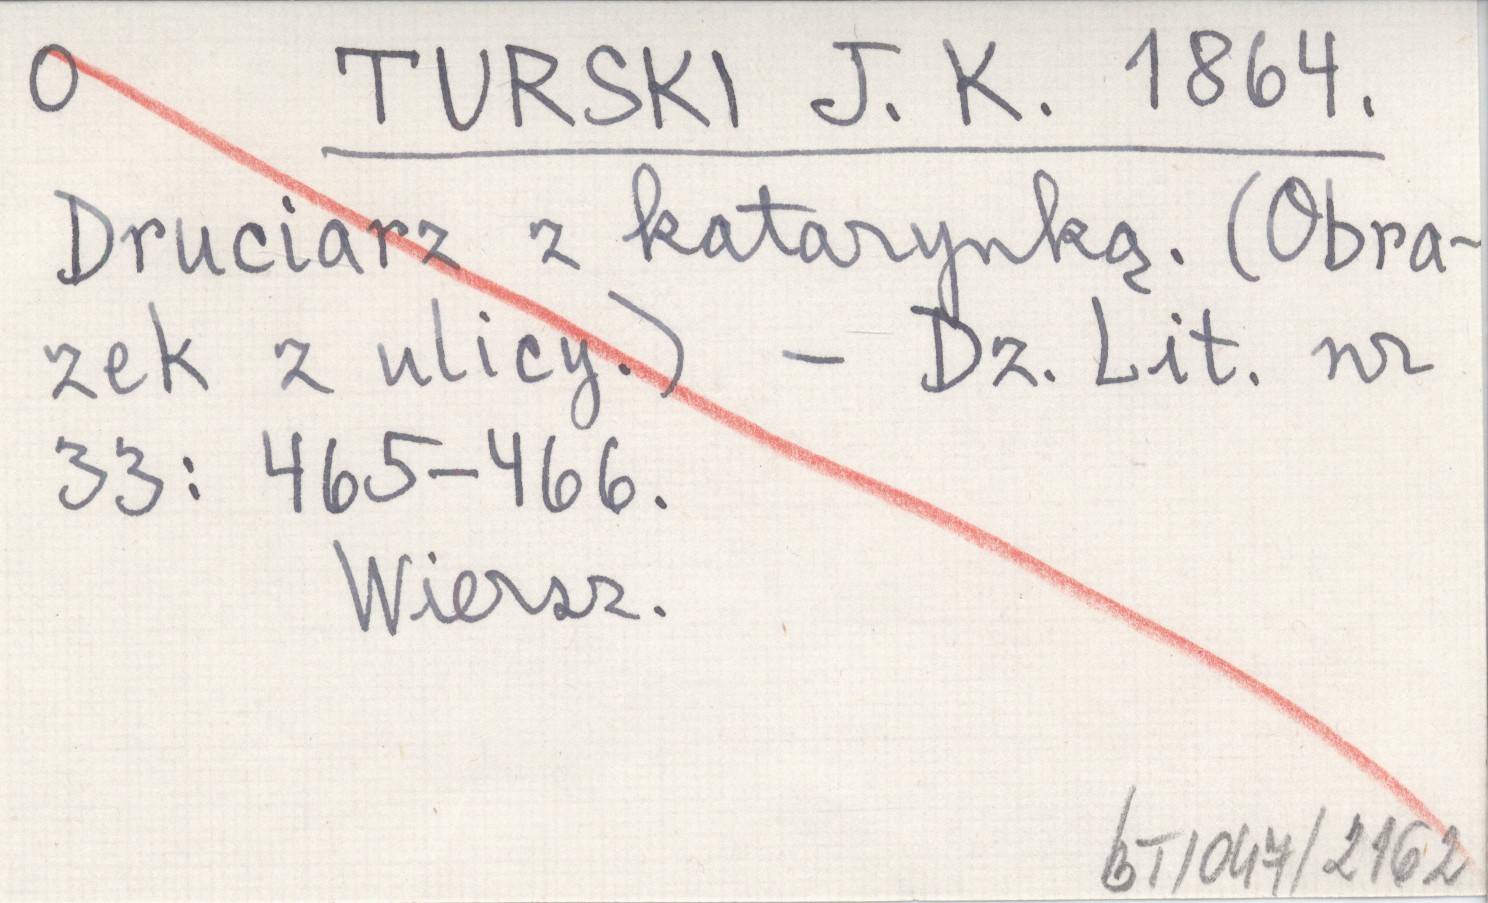 O TURSKI J. K. 1864.
Druciarz z katarynką. (Obra-
zek z ulicy.) – Dz. Lit. nr
33: 465–466.
Wiersz.
BT/047/2162